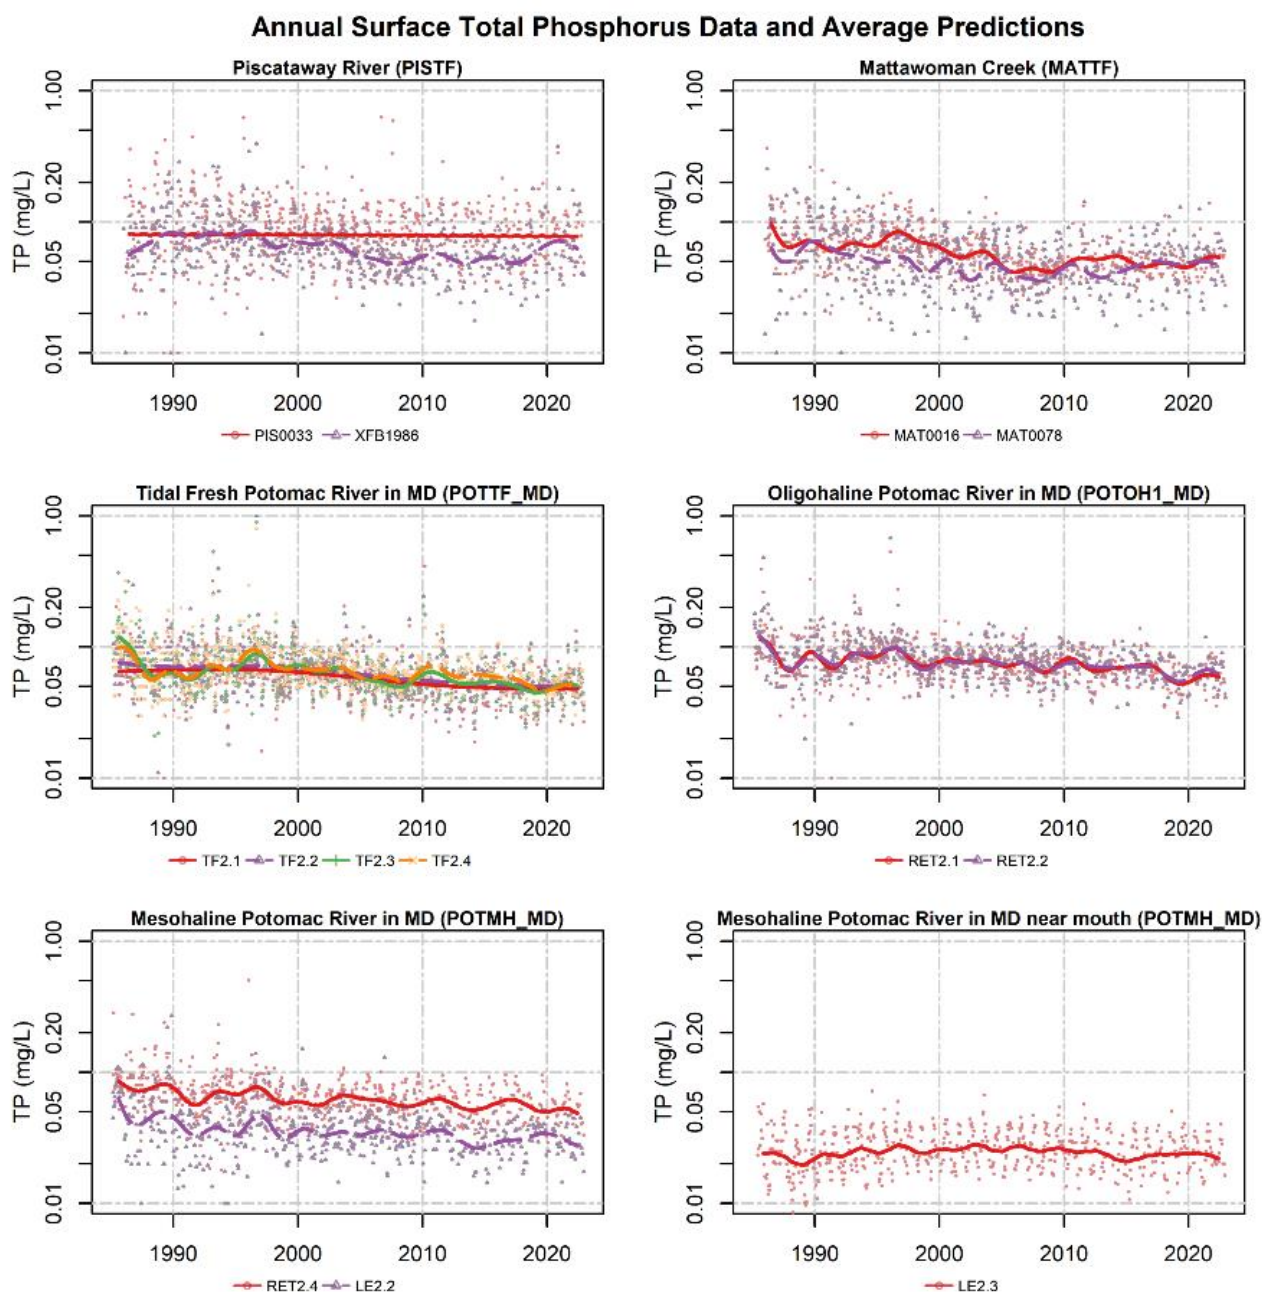 Annual Surface Total Phosphorus Data and Average Predictions
Piscataway River (PISTF)
TP (mg/L)
1.00
0.20
0.05
0.01
1990 2000 2010 2020
PIS0033 XFB1986
Mattawoman Creek (MATTF)
TP (mg/L)
1.00
0.20
0.05
0.01
1990 2000 2010 2020
MAT0016 MAT0078
Tidal Fresh Potomac River in MD (POTTF_MD)
TP (mg/L)
1.00
0.20
0.05
0.01
1990 2000 2010 2020
TF2.1 TF2.2 TF2.3 TF2.4
Oligohaline Potomac River in MD (POTOH1_MD)
TP (mg/L)
1.00
0.20
0.05
0.01
1990 2000 2010 2020
RET2.1 RET2.2
Mesohaline Potomac River in MD (POTMH_MD)
TP (mg/L)
1.00
0.20
0.05
0.01
1990 2000 2010 2020
RET2.4 LE2.2
Mesohaline Potomac River in MD near mouth (POTMH_MD)
TP (mg/L)
1.00
0.20
0.05
0.01
1990 2000 2010 2020
LE2.3